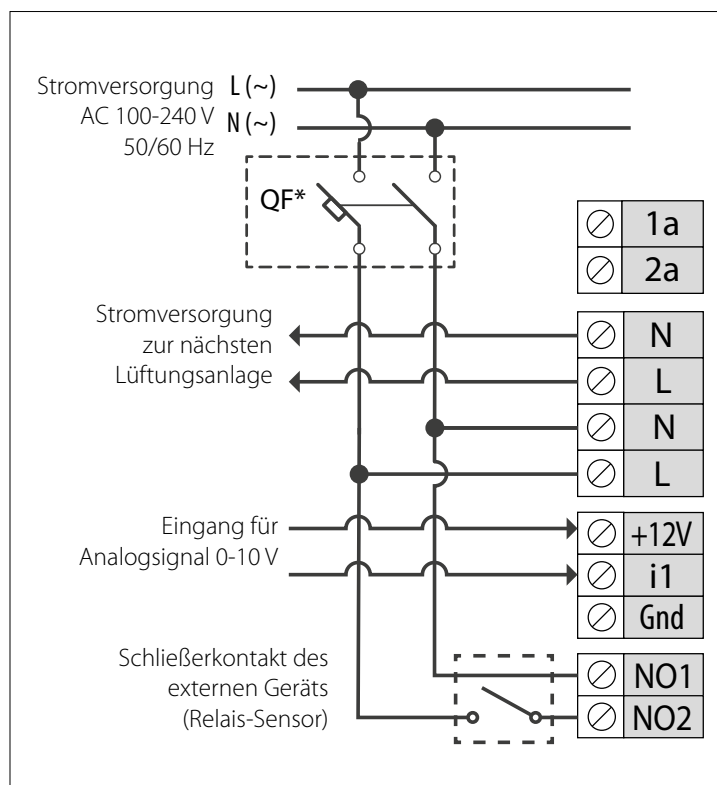 Stromversorgung L (~)
AC 100-240 V N (~)
50/60 Hz
QF*
1a
2a
Stromversorgung
zur nächsten
Lüftungsanlage
N
L
N
L
Eingang für
Analogsignal 0-10 V
+12V
i1
Gnd
Schließerkontakt des
externen Geräts
(Relais-Sensor)
NO1
NO2